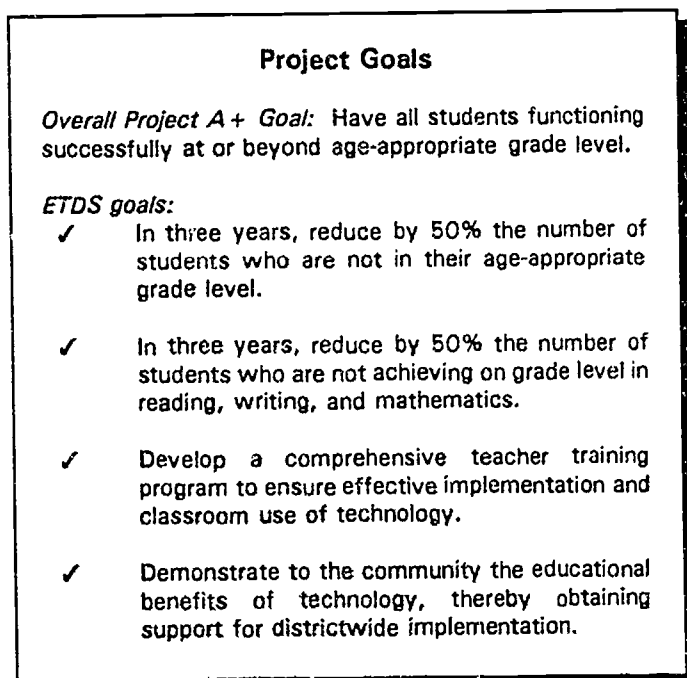 Project Goals
Overall Project A+ Goal: Have all students functioning
successfully at or beyond age-appropriate grade level.
ETDS goals:
✓ In three years, reduce by 50% the number of
students who are not in their age-appropriate
grade level.
✓ In three years, reduce by 50% the number of
students who are not achieving on grade level in
reading, writing, and mathematics.
✓ Develop a comprehensive teacher training
program to ensure effective implementation and
classroom use of technology.
✓ Demonstrate to the community the educational
benefits of technology, thereby obtaining
support for districtwide implementation.